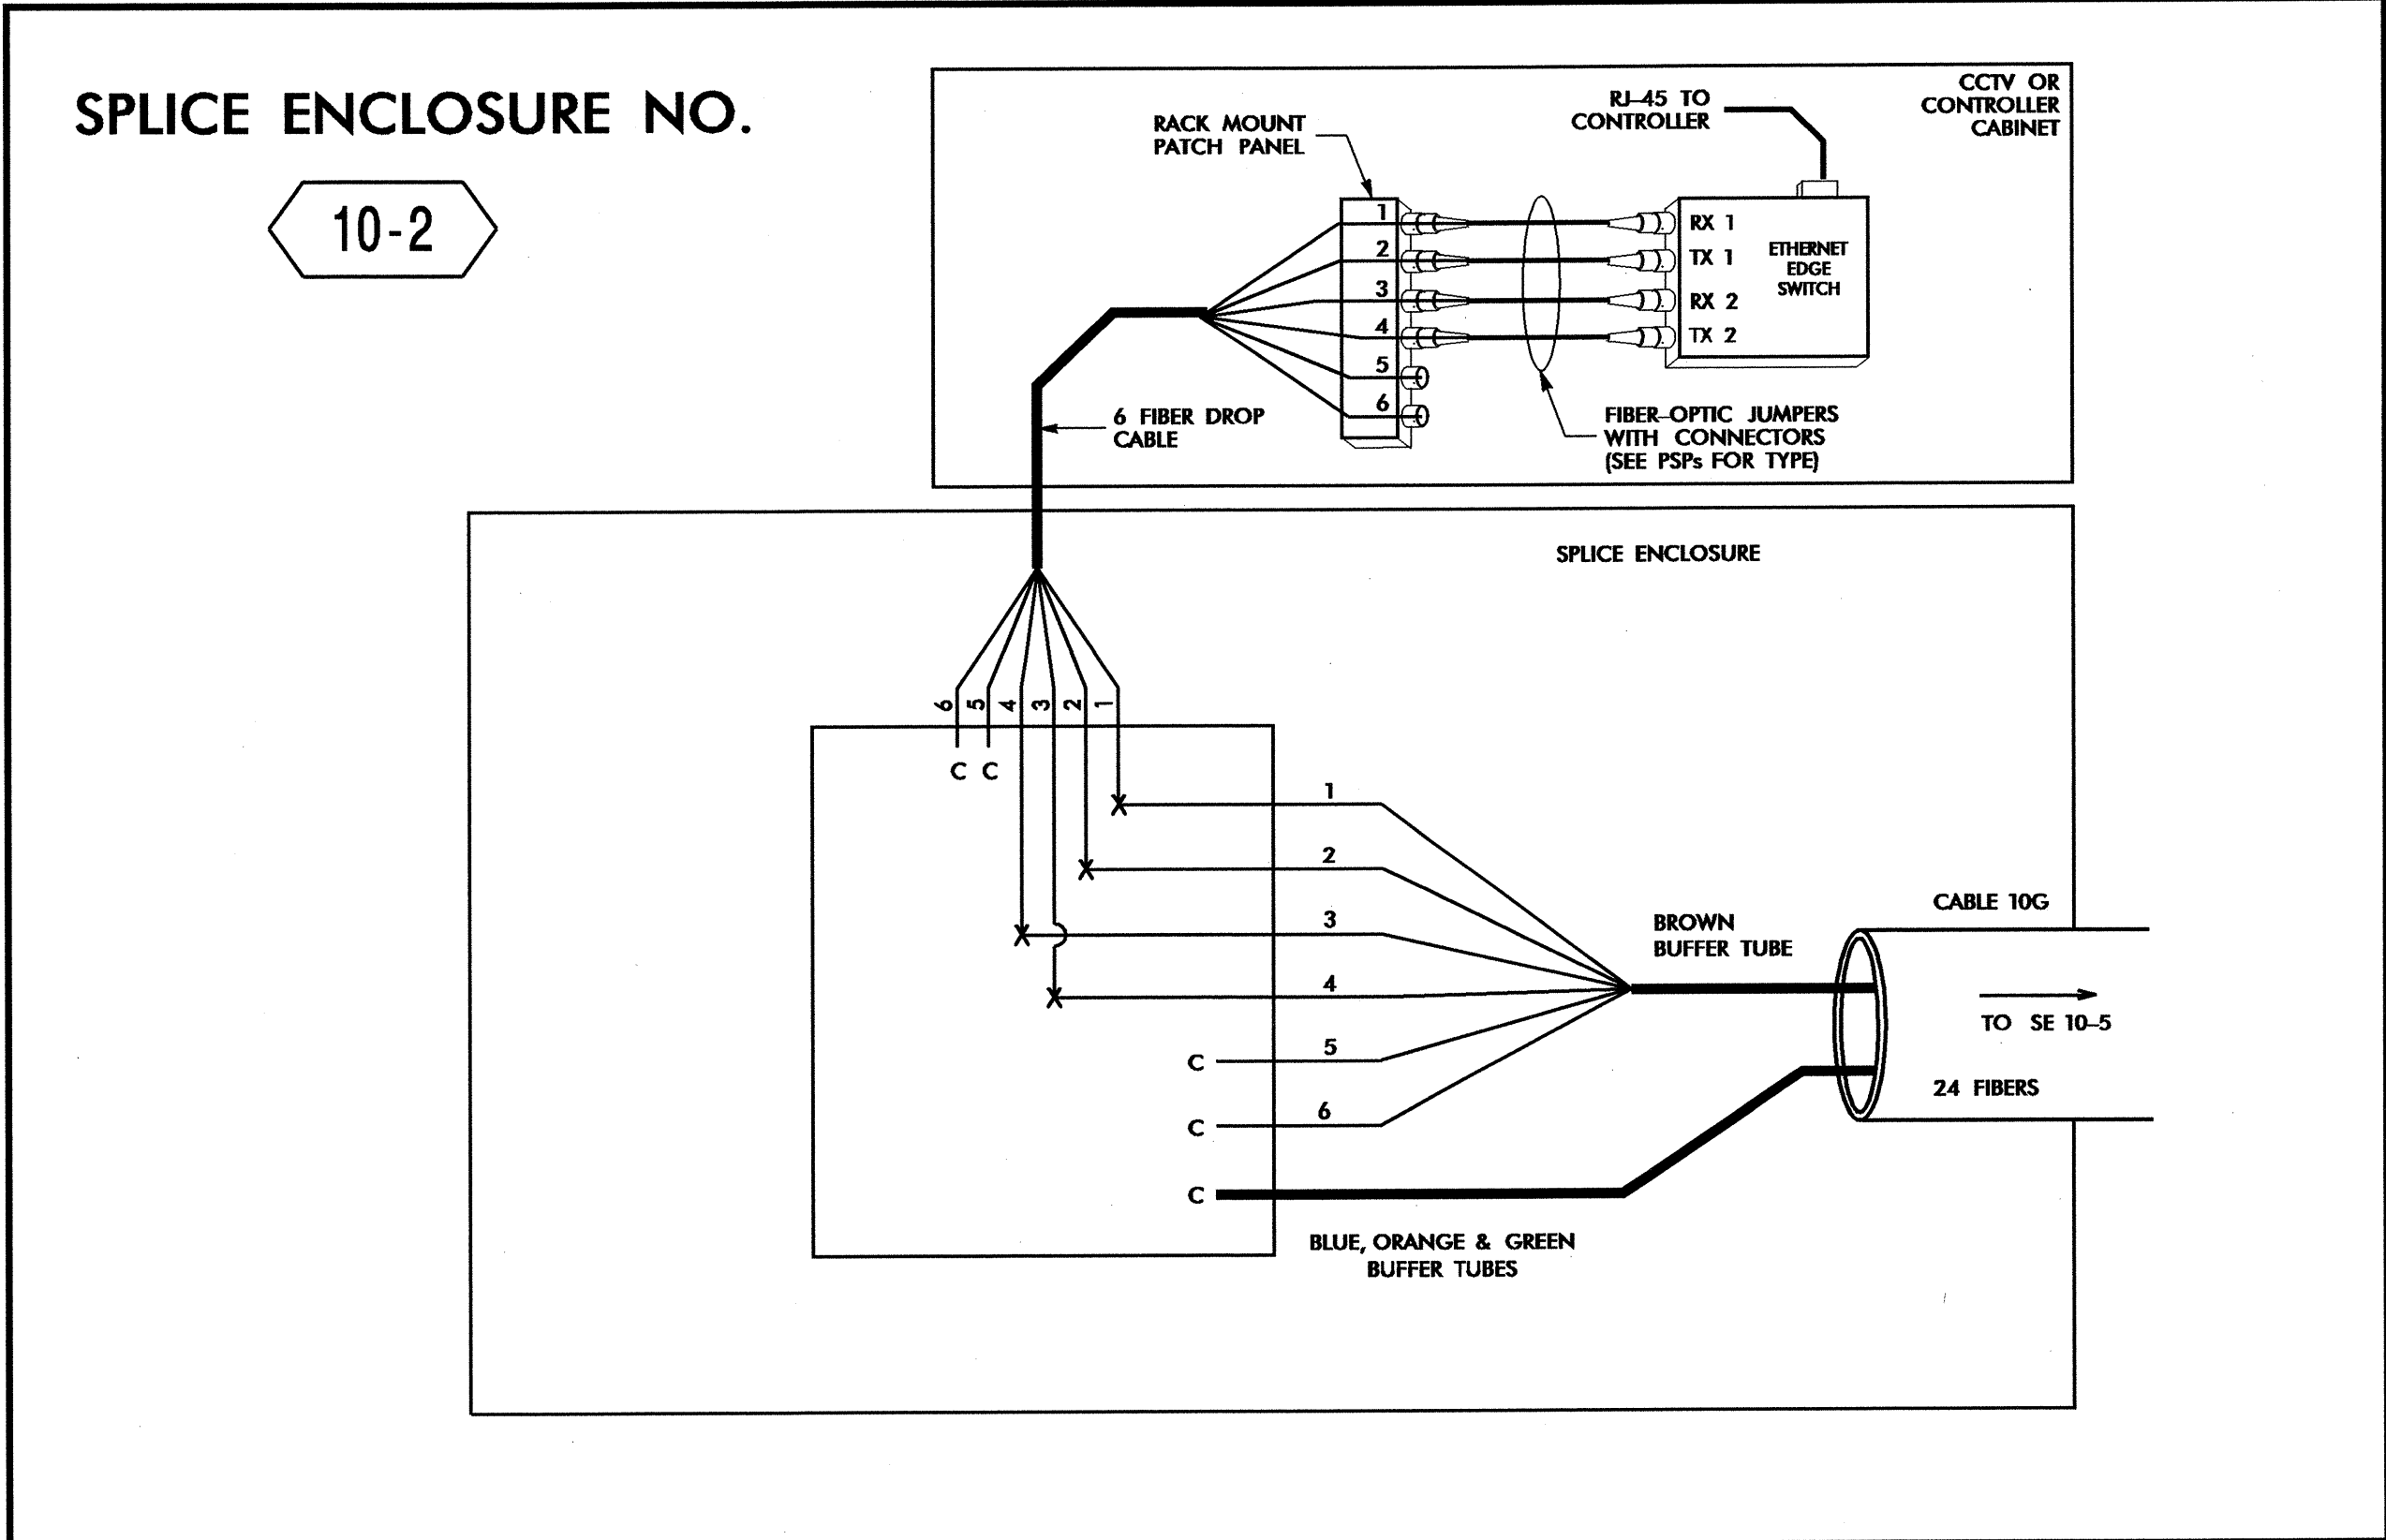 SPLICE ENCLOSURE NO.
10-2
CCTV OR
CONTROLLER
CABINET
RJ-45 TO
CONTROLLER
RACK MOUNT
PATCH PANEL
1
2
3
4
5
6
RX 1
TX 1
RX 2
TX 2
ETHERNET
EDGE
SWITCH
6 FIBER DROP
CABLE
FIBER-OPTIC JUMPERS
WITH CONNECTORS
(SEE PSPs FOR TYPE)
SPLICE ENCLOSURE
6 5 4 3 2 1
C C
1
2
3
4
C 5
C 6
C
BROWN
BUFFER TUBE
CABLE 10G
TO SE 10-5
24 FIBERS
BLUE, ORANGE & GREEN
BUFFER TUBES